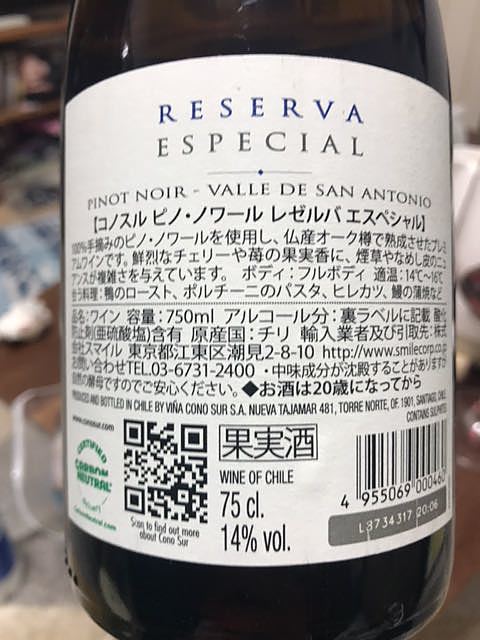 RESERVA
ESPECIAL
PINOT NOIR - VALLE DE SAN ANTONIO
【コノスル ピノ・ノワール レゼルバ エスペシャル】
100%手摘みのピノ・ノワールを使用し、仏産オーク樽で熟成させたプレミ
アムワインです。鮮烈なチェリーや苺の果実香に、煙草やなめし皮のニュ
アンスが複雑さを与えています。 ボディ：フルボディ 適温：14℃～16℃
合う料理：鴨のロースト、ポルチーニのパスタ、ヒレカツ、鰻の蒲焼など
品名：ワイン 容量：750ml アルコール分：裏ラベルに記載 酸化
防止剤(亜硫酸塩)含有 原産国：チリ 輸入業者及び引取先：株式
会社スマイル 東京都江東区潮見2-8-10 http://www.smilecorp.co.jp
お問い合わせTEL.03-6731-2400 ・中味成分が沈殿することがありますが
自然の酵母ですのでご安心ください。◆お酒は20歳になってから
PRODUCED AND BOTTLED IN CHILE BY VIÑA CONO SUR S.A. NUEVA TAJAMAR 481, TORRE NORTE, OF. 1901, SANTIAGO, CHILE
CONTAINS SULPHITES
www.conosur.com
CERTIFIED
CARBON
NEUTRAL
CarbonNeutral.com
Scan to find out more
about Cono Sur
果実酒
WINE OF CHILE
75 cl.
14% vol.
4 955069 000460
L8734317 20:06